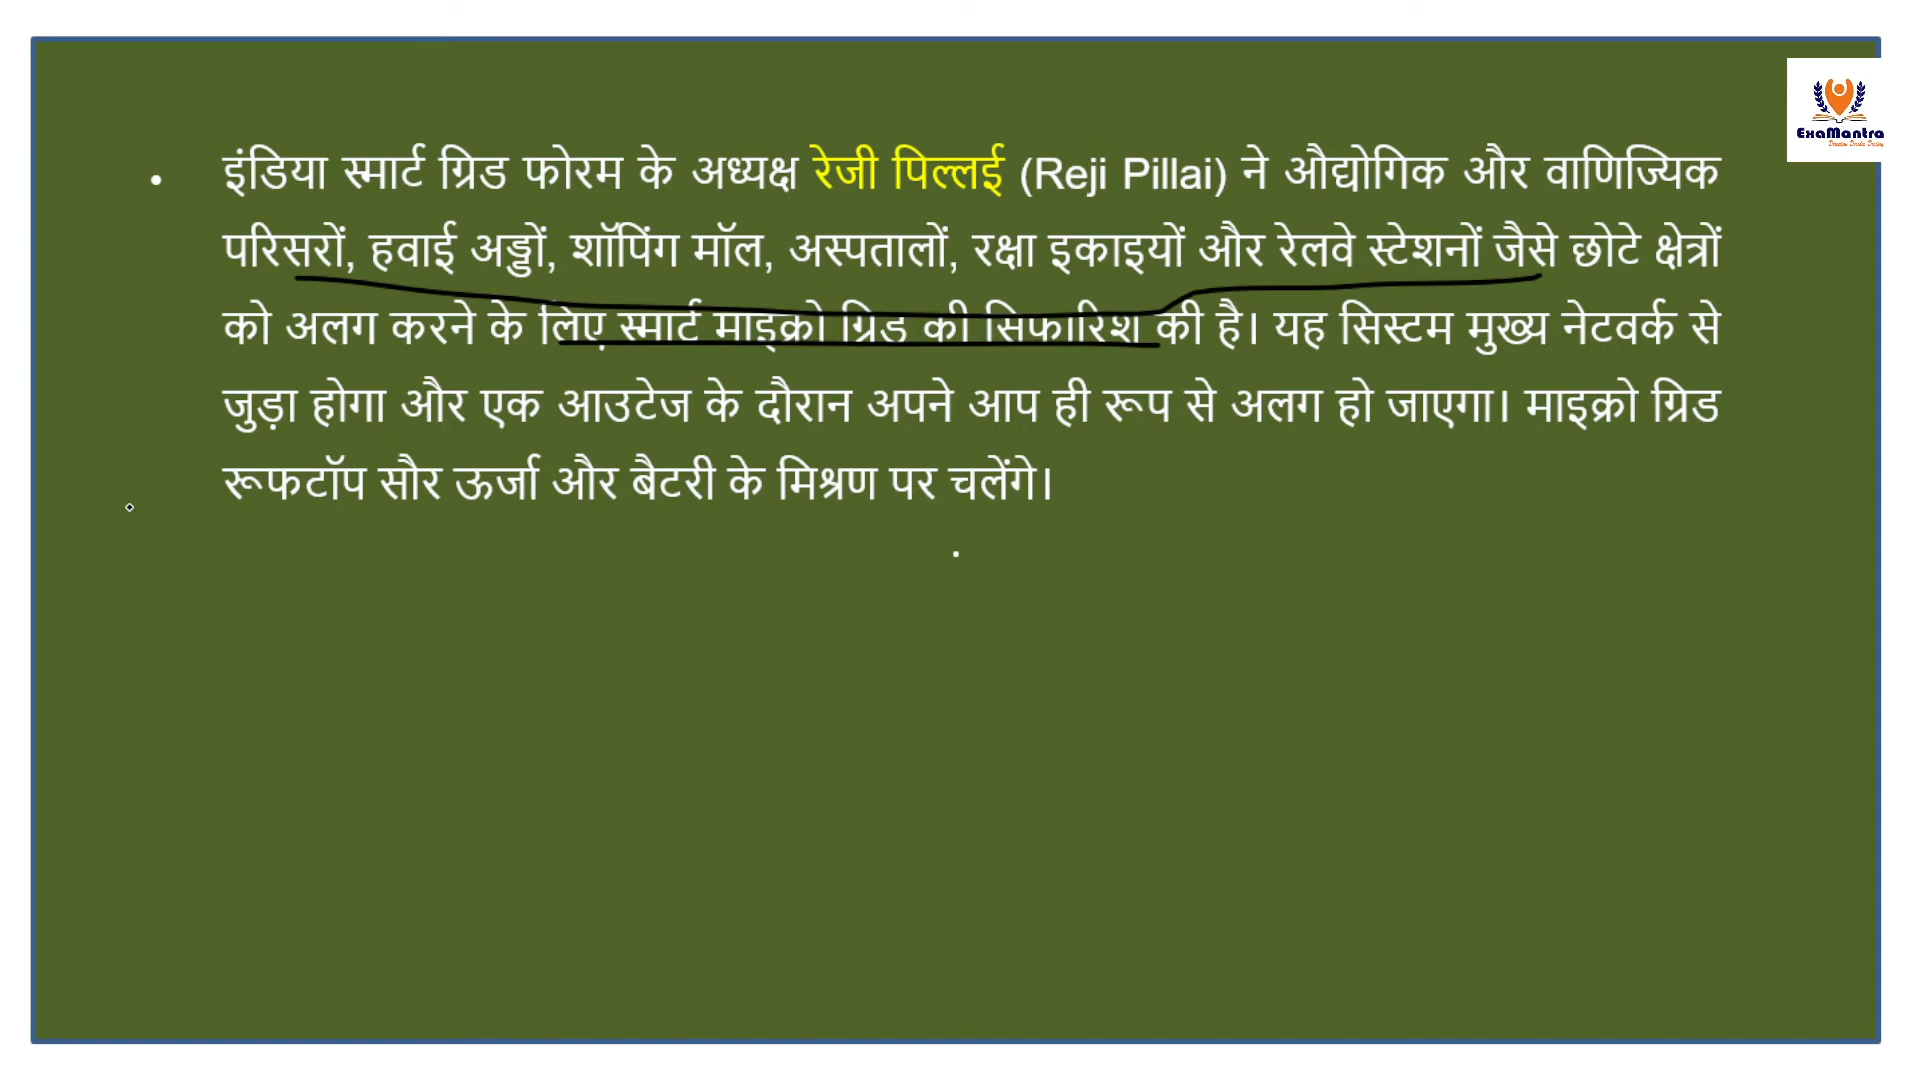 ExaMantra
• इंडिया स्मार्ट ग्रिड फोरम के अध्यक्ष रेजी पिल्लई (Reji Pillai) ने औद्योगिक और वाणिज्यिक
परिसरों, हवाई अड्डों, शॉपिंग मॉल, अस्पतालों, रक्षा इकाइयों और रेलवे स्टेशनों जैसे छोटे क्षेत्रों
को अलग करने के लिए स्मार्ट माइक्रो ग्रिड की सिफारिश की है। यह सिस्टम मुख्य नेटवर्क से
जुड़ा होगा और एक आउटेज के दौरान अपने आप ही रूप से अलग हो जाएगा। माइक्रो ग्रिड
रूफटॉप सौर ऊर्जा और बैटरी के मिश्रण पर चलेंगे।